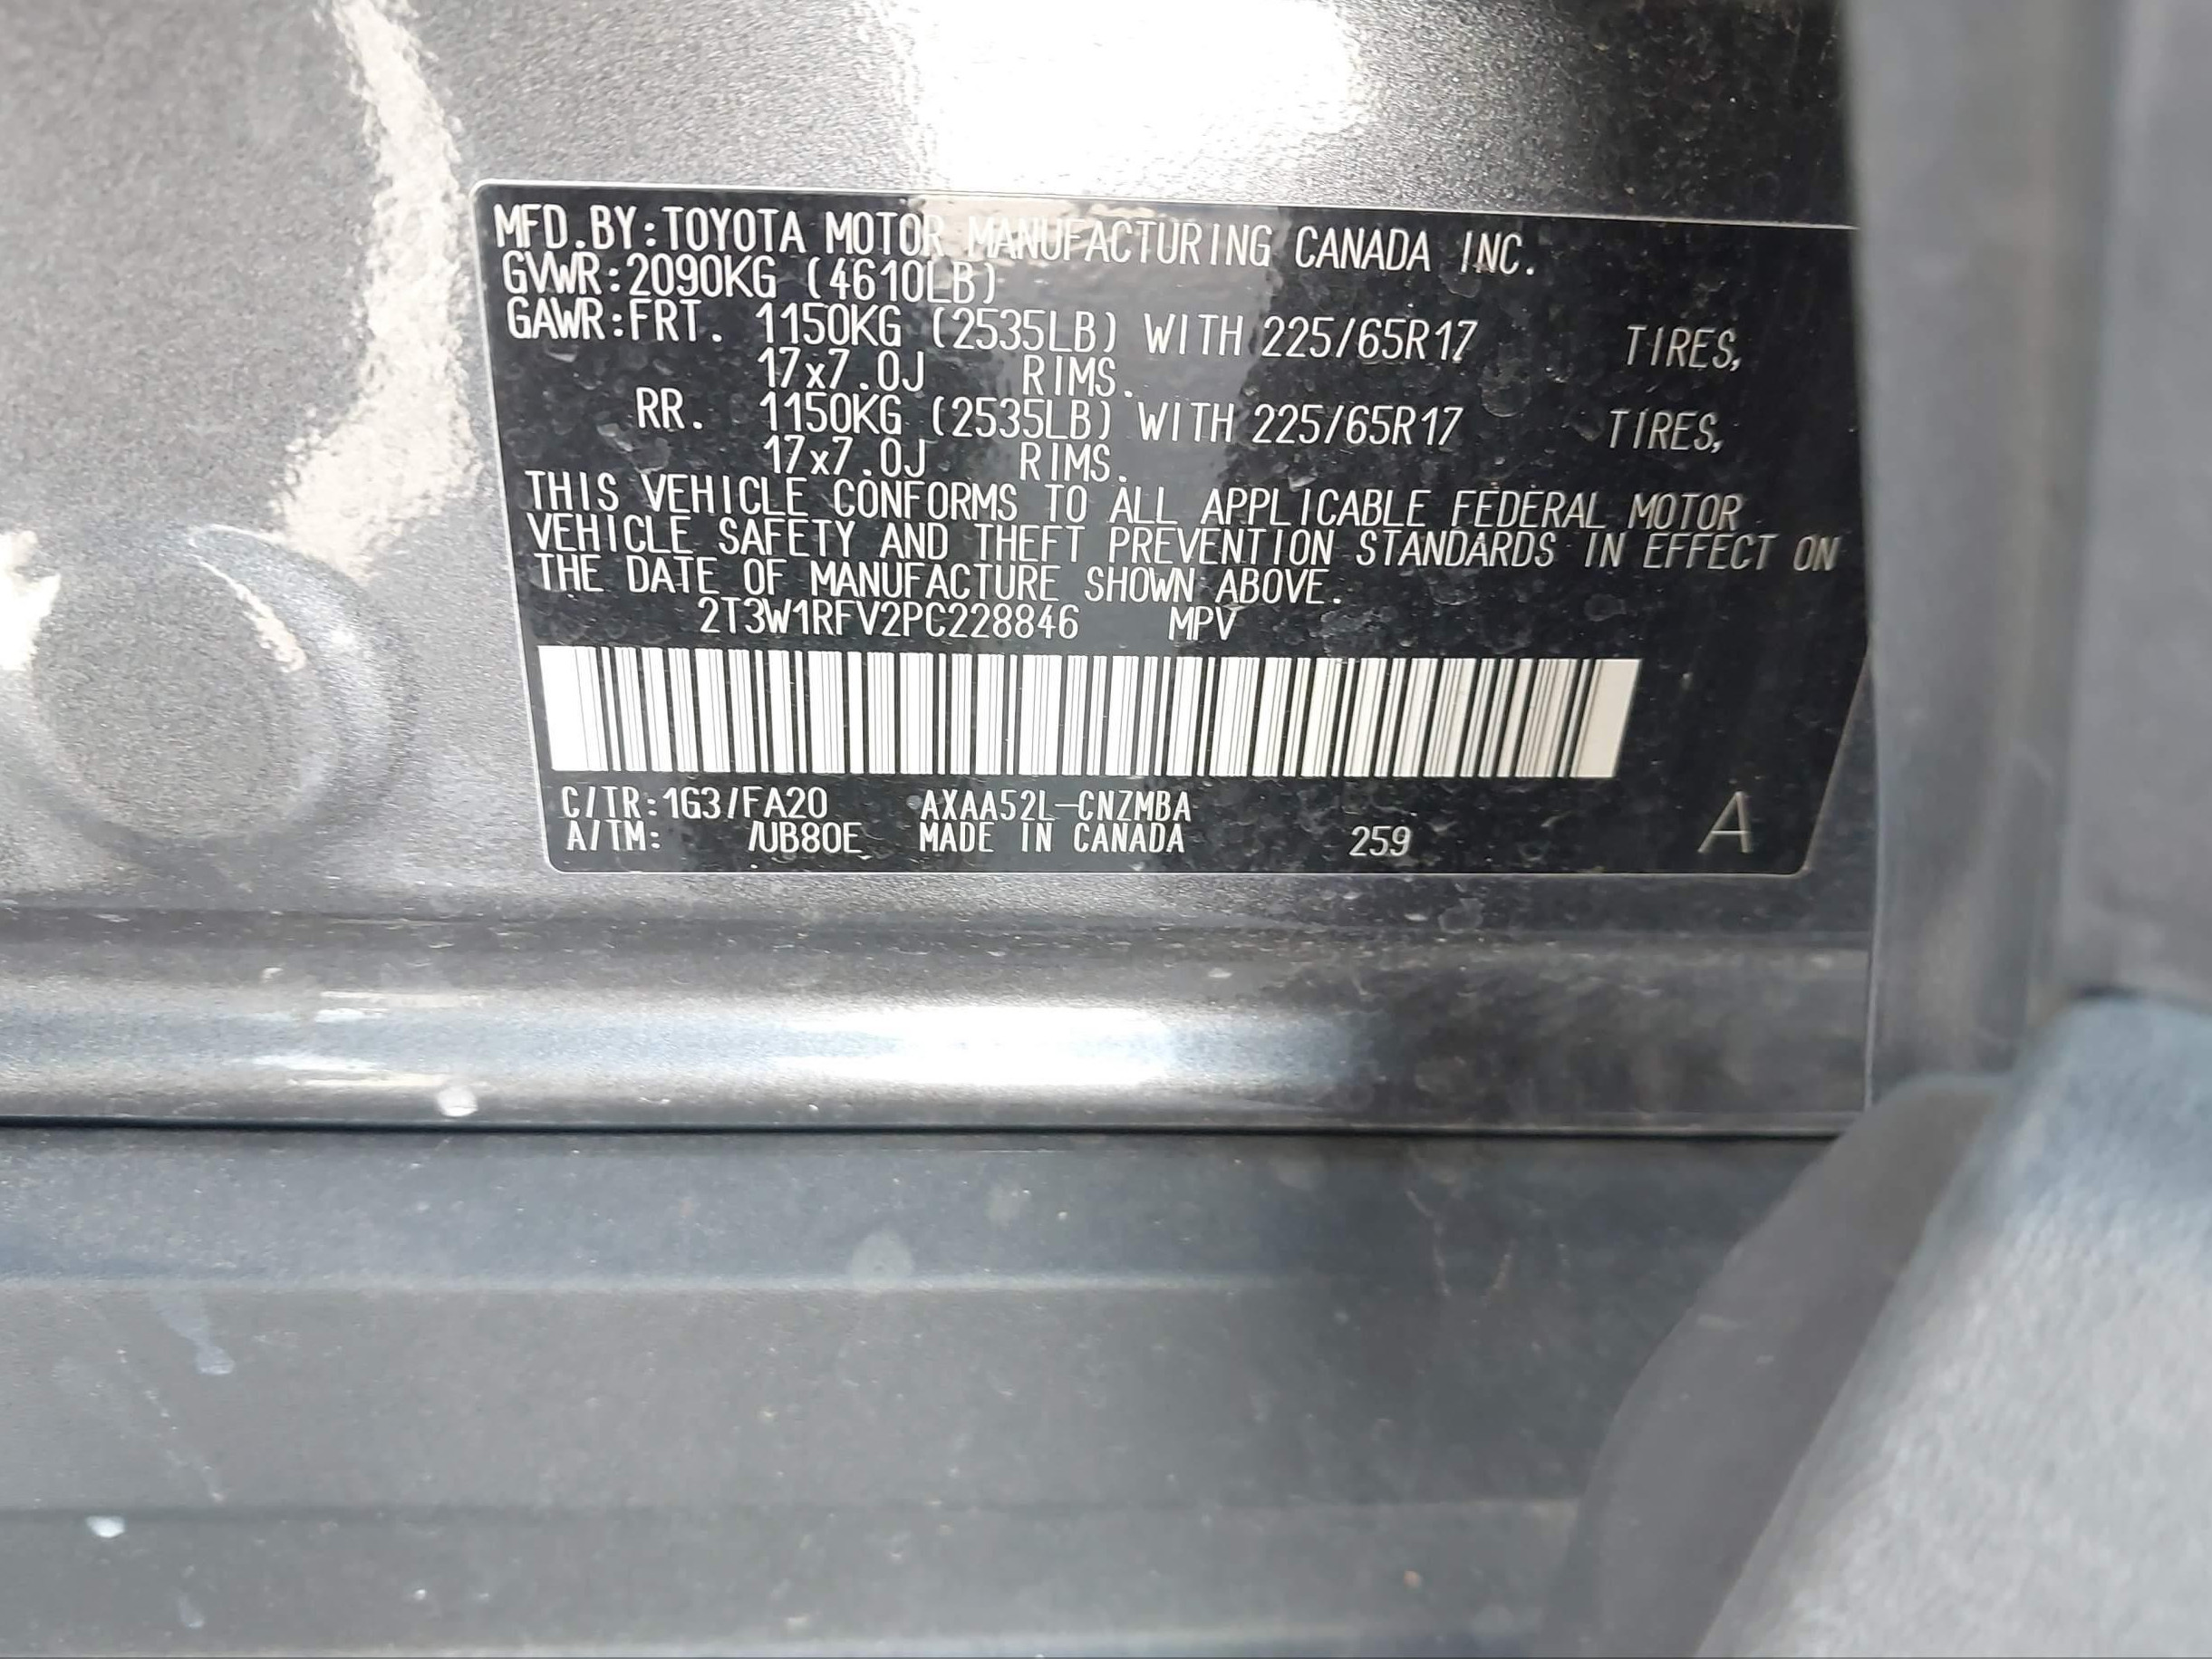 MFD.BY:TOYOTA MOTOR MANUFACTURING CANADA INC.
GVWR:2090KG (4610LB)
GAWR:FRT. 1150KG (2535LB) WITH 225/65R17 TIRES,
17x7.0J RIMS.
RR. 1150KG (2535LB) WITH 225/65R17 TIRES,
17x7.0J RIMS.
THIS VEHICLE CONFORMS TO ALL APPLICABLE FEDERAL MOTOR
VEHICLE SAFETY AND THEFT PREVENTION STANDARDS IN EFFECT ON
THE DATE OF MANUFACTURE SHOWN ABOVE.
2T3W1RFV2PC228846 MPV
C/TR:1G3/FA20 AXAA52L-CNZMBA
A/TM: /UB80E MADE IN CANADA 259 A